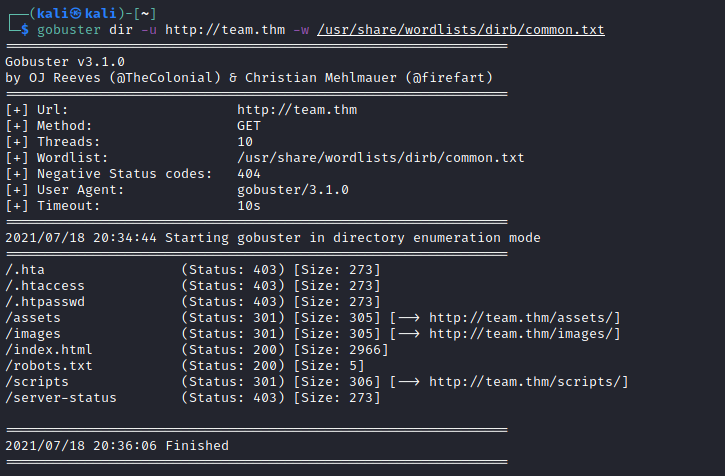 ┌──(kali㉿kali)-[~]
└─$ gobuster dir -u http://team.thm -w /usr/share/wordlists/dirb/common.txt
===============================================================
Gobuster v3.1.0
by OJ Reeves (@TheColonial) & Christian Mehlmauer (@firefart)
===============================================================
[+] Url:                     http://team.thm
[+] Method:                  GET
[+] Threads:                 10
[+] Wordlist:                /usr/share/wordlists/dirb/common.txt
[+] Negative Status codes:   404
[+] User Agent:              gobuster/3.1.0
[+] Timeout:                 10s
===============================================================
2021/07/18 20:34:44 Starting gobuster in directory enumeration mode
===============================================================
/.hta                 (Status: 403) [Size: 273]
/.htaccess            (Status: 403) [Size: 273]
/.htpasswd            (Status: 403) [Size: 273]
/assets               (Status: 301) [Size: 305] [--> http://team.thm/assets/]
/images               (Status: 301) [Size: 305] [--> http://team.thm/images/]
/index.html           (Status: 200) [Size: 2966]
/robots.txt           (Status: 200) [Size: 5]
/scripts              (Status: 301) [Size: 306] [--> http://team.thm/scripts/]
/server-status        (Status: 403) [Size: 273]
===============================================================
2021/07/18 20:36:06 Finished
===============================================================